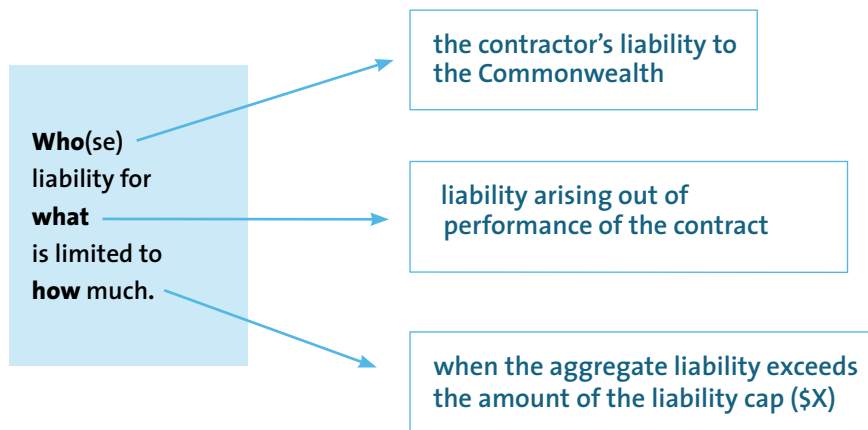 Who(se)
liability for
what
is limited to
how much.
the contractor’s liability to
the Commonwealth
liability arising out of
performance of the contract
when the aggregate liability exceeds
the amount of the liability cap ($X)